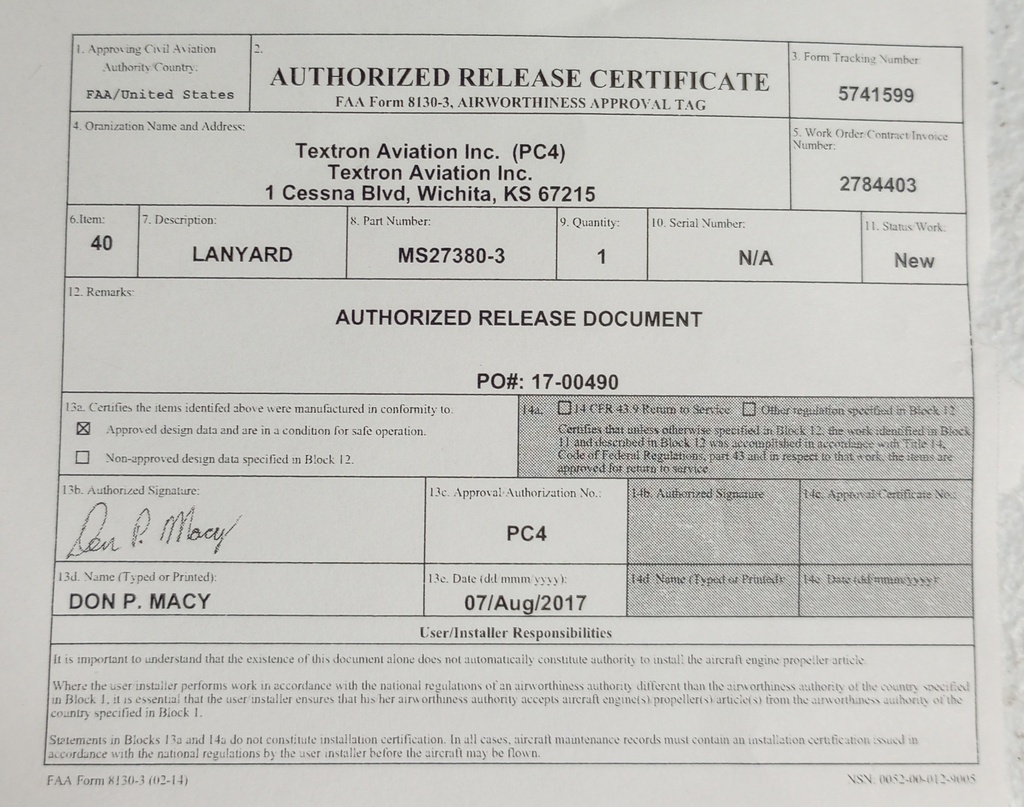 1. Approving Civil Aviation
Authority/Country:
FAA/United States
2.
AUTHORIZED RELEASE CERTIFICATE
FAA Form 8130-3, AIRWORTHINESS APPROVAL TAG
3. Form Tracking Number
5741599
4. Oranization Name and Address:
Textron Aviation Inc. (PC4)
Textron Aviation Inc.
1 Cessna Blvd, Wichita, KS 67215
5. Work Order/Contract/Invoice
Number:
2784403
6.Item:
40
7. Description:
LANYARD
8. Part Number:
MS27380-3
9. Quantity:
1
10. Serial Number:
N/A
11. Status/Work:
New
12. Remarks:
AUTHORIZED RELEASE DOCUMENT
PO#: 17-00490
13a. Certifies the items identifed above were manufactured in conformity to.
Approved design data and are in a condition for safe operation.
Non-approved design data specified in Block 12.
14a. 14 CFR 43.9 Return to Service Other regulation specified in Block 12
Certifies that unless otherwise specified in Block 12, the work identified in Block
11 and described in Block 12 was accomplished in accordance with Title 14,
Code of Federal Regulations, part 43 and in respect to that work, the items are
approved for return to service
13b. Authorized Signature:
Don P. Macy
13c. Approval/Authorization No.:
PC4
14b. Authorized Signature
14c. Approval/Certificate No.:
13d. Name (Typed or Printed):
DON P. MACY
13e. Date (dd/mmm/yyyy):
07/Aug/2017
14d Name (Typed or Printed):
14e Date (dd/mmm/yyyy):
User/Installer Responsibilities
It is important to understand that the existence of this document alone does not automatically constitute authority to install the aircraft engine/propeller/article.
Where the user/installer performs work in accordance with the national regulations of an airworthiness authority different than the airworthiness authority of the country specified
in Block 1, it is essential that the user/installer ensures that his/her airworthiness authority accepts aircraft engine(s)/propeller(s)/article(s) from the airworthiness authority of the
country specified in Block 1.
Statements in Blocks 13a and 14a do not constitute installation certification. In all cases, aircraft maintenance records must contain an installation certification issued in
accordance with the national regulations by the user/installer before the aircraft may be flown.
FAA Form 8130-3 (02-14)
NSN: 0052-00-012-9005